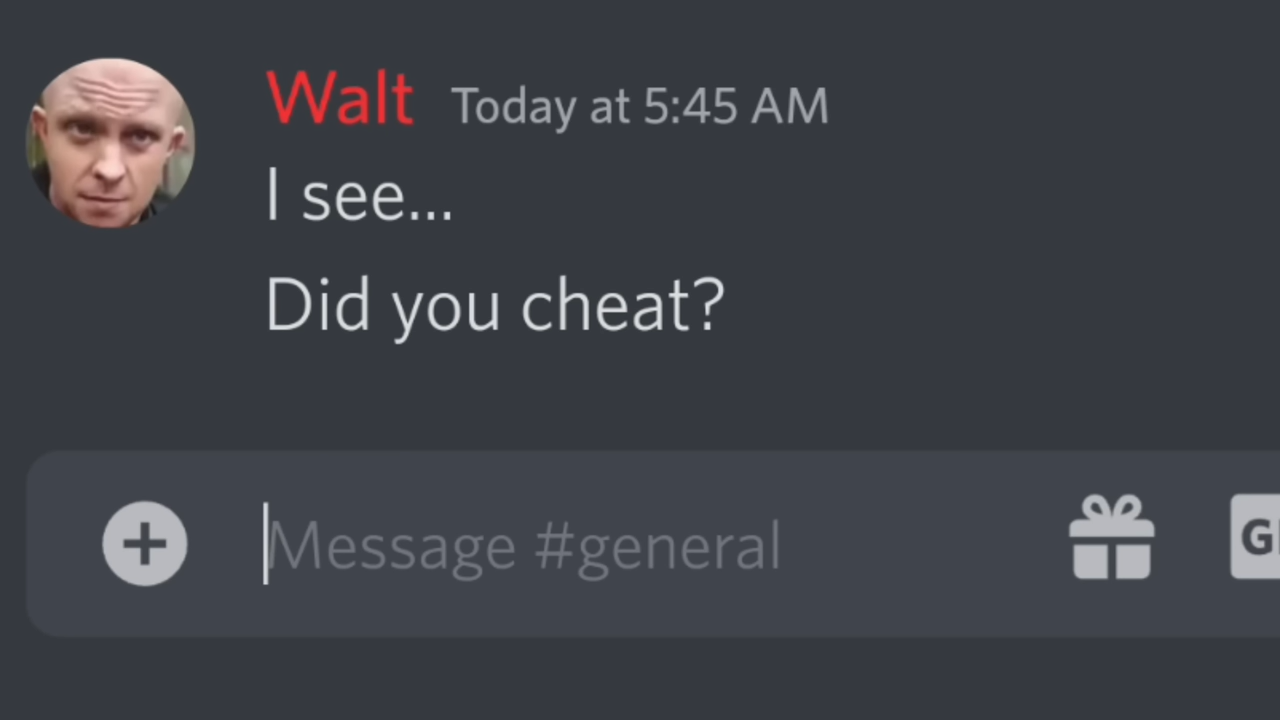 Walt Today at 5:45 AM
I see...
Did you cheat?
Message #general